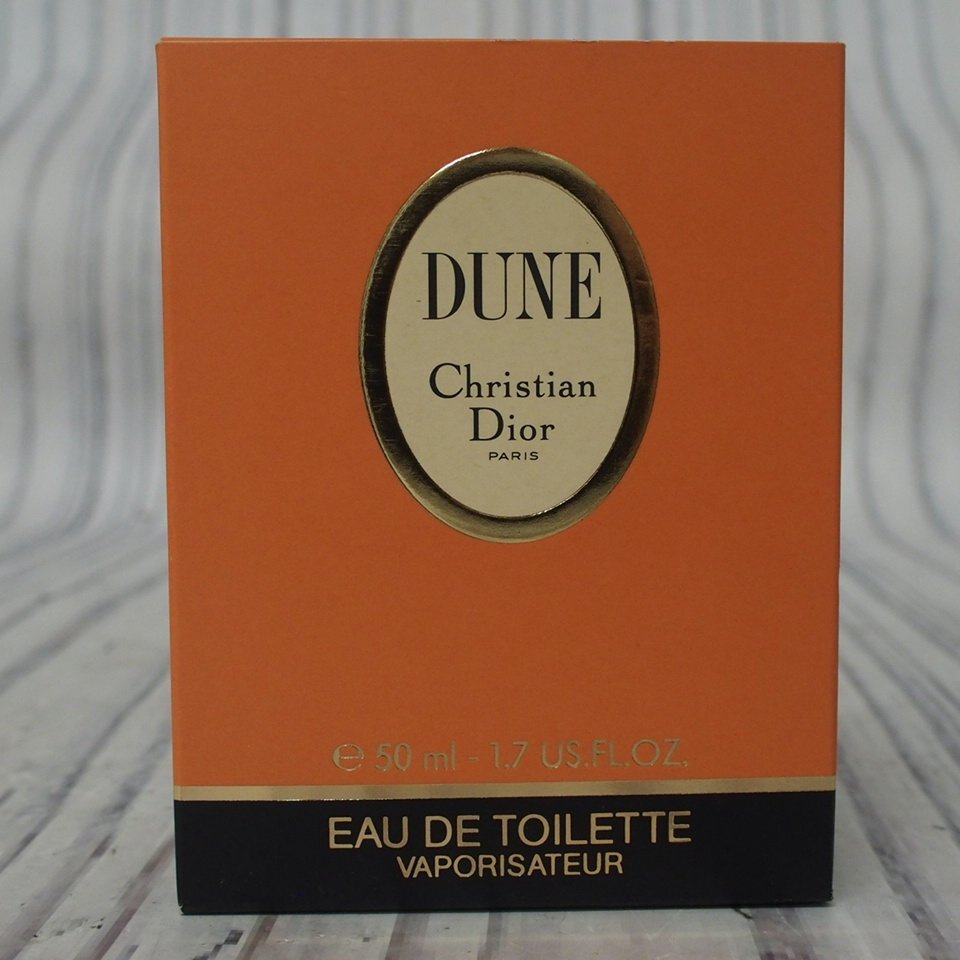 DUNE
Christian
Dior
PARIS
℮ 50 ml - 1.7 US.FL.OZ.
EAU DE TOILETTE
VAPORISATEUR